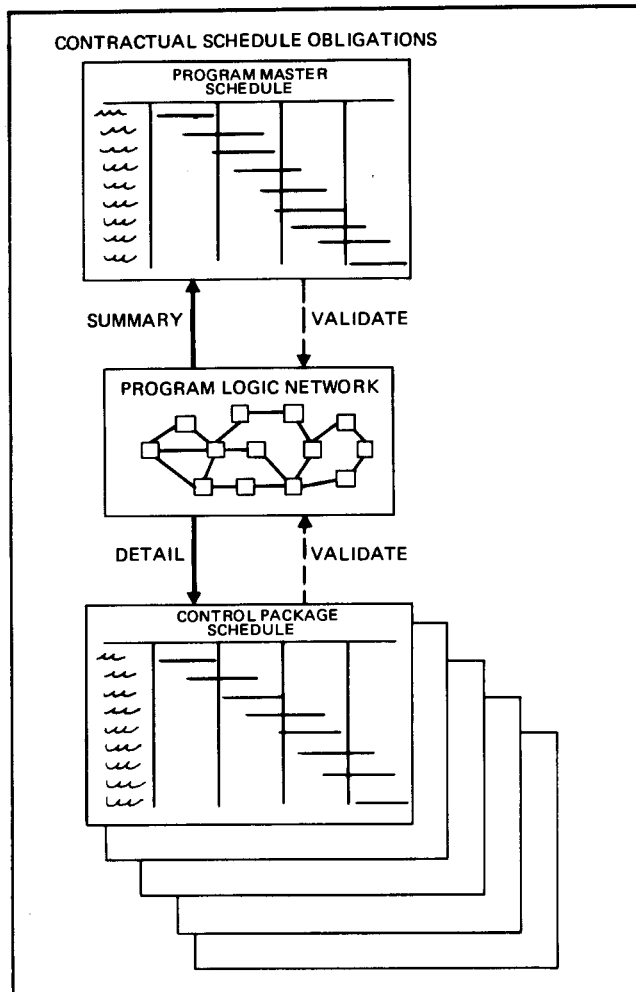 CONTRACTUAL SCHEDULE OBLIGATIONS
PROGRAM MASTER
SCHEDULE
SUMMARY
VALIDATE
PROGRAM LOGIC NETWORK
DETAIL
VALIDATE
CONTROL PACKAGE
SCHEDULE